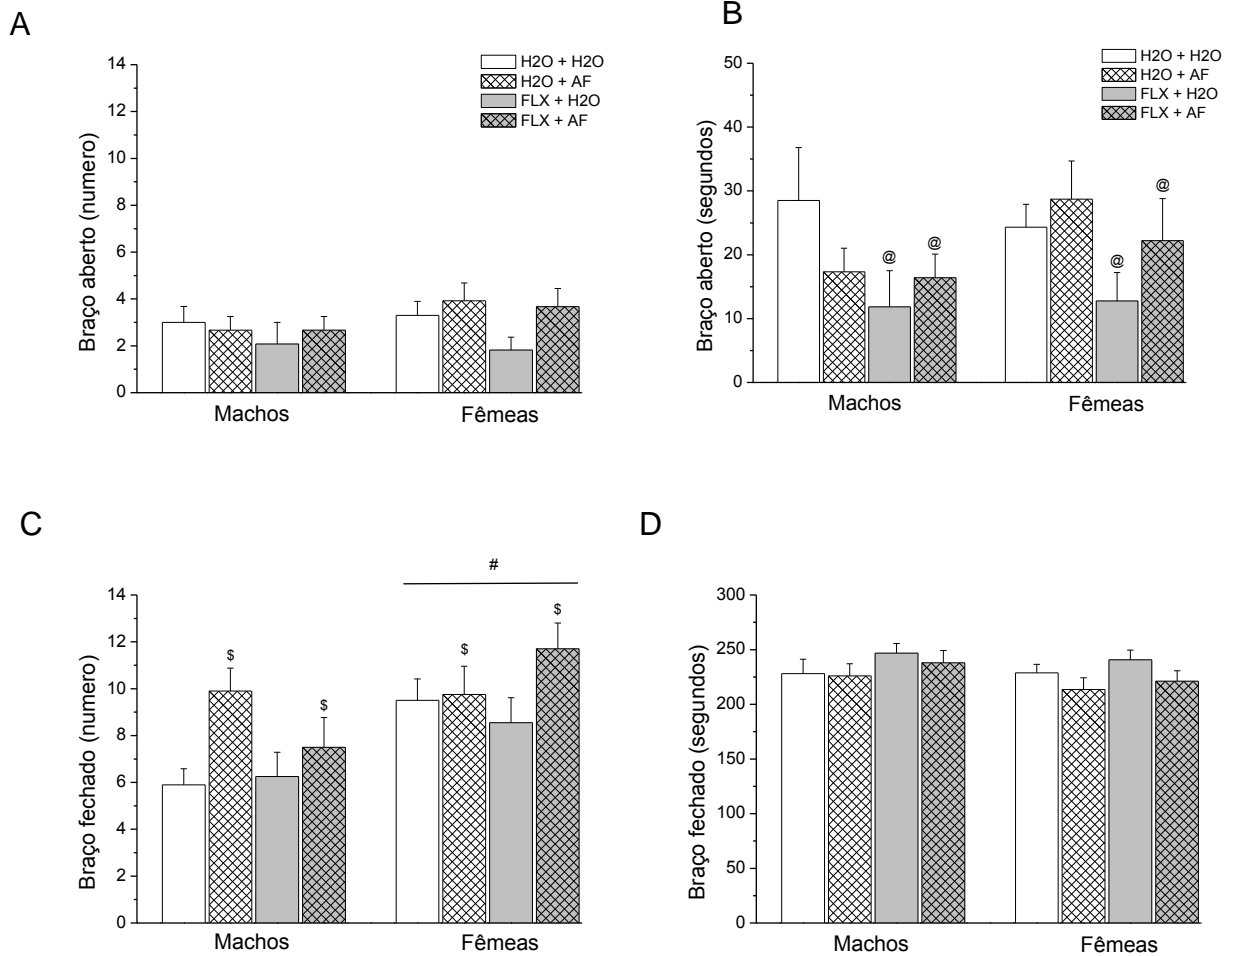 A
H2O + H2O
H2O + AF
FLX + H2O
FLX + AF
14
12
10
8
6
4
2
0
Braço aberto (numero)
Machos
Fêmeas
B
H2O + H2O
H2O + AF
FLX + H2O
FLX + AF
50
40
30
20
10
0
Braço aberto (segundos)
@
@
@
@
Machos
Fêmeas
C
#
14
12
10
8
6
4
2
0
Braço fechado (numero)
$
$
$
$
Machos
Fêmeas
D
300
250
200
150
100
50
0
Braço fechado (segundos)
Machos
Fêmeas